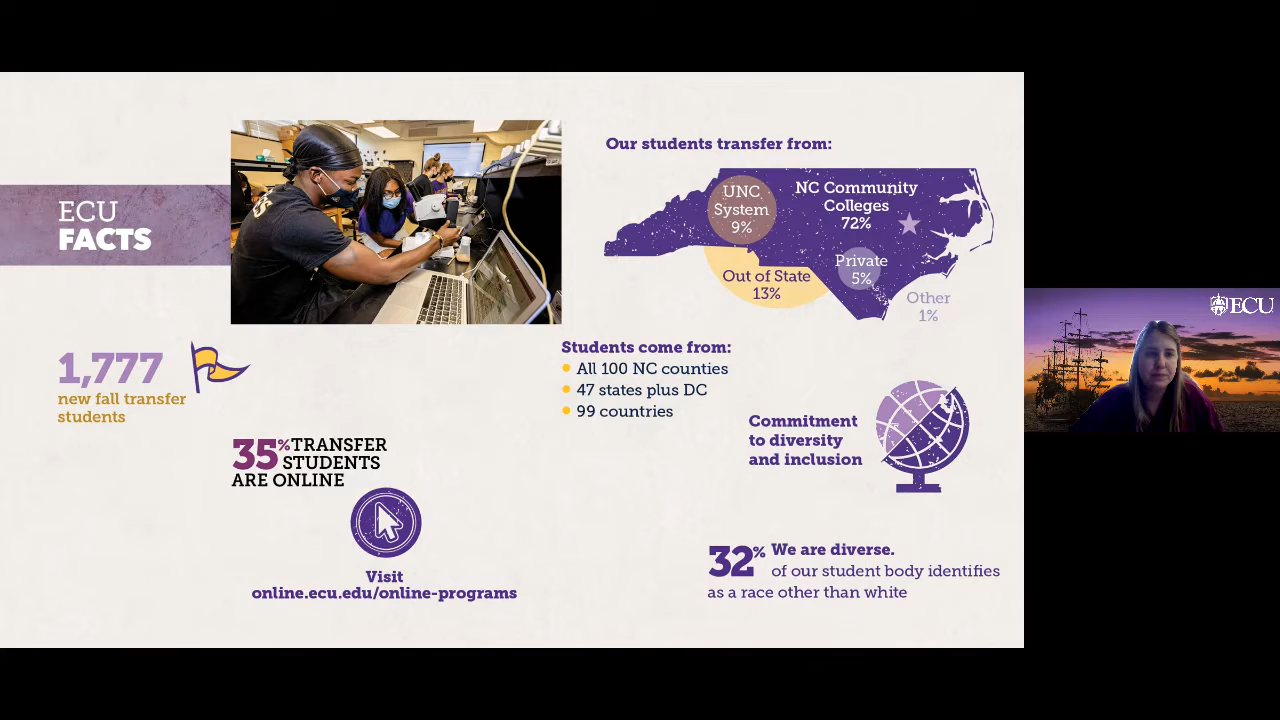 ECU
FACTS
Our students transfer from:
UNC
System
9%
NC Community
Colleges
72%
Private
5%
Out of State
13%
Other
1%
1,777
new fall transfer
students
Students come from:
All 100 NC counties
47 states plus DC
99 countries
35% TRANSFER
STUDENTS
ARE ONLINE
Visit
online.ecu.edu/online-programs
Commitment
to diversity
and inclusion
32% We are diverse.
of our student body identifies
as a race other than white
ECU